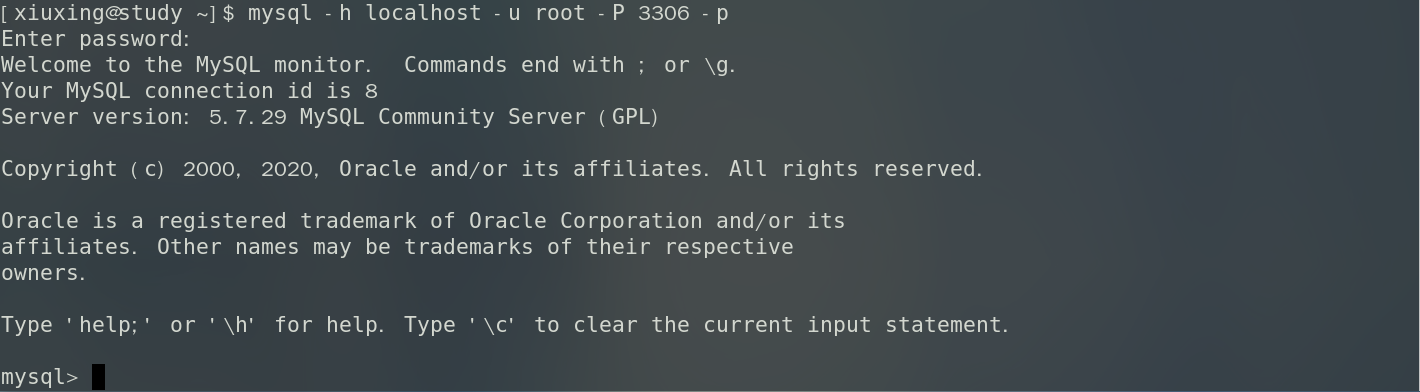 [xiuxing@study ~]$ mysql -h localhost -u root -P 3306 -p
Enter password:
Welcome to the MySQL monitor.  Commands end with ; or \g.
Your MySQL connection id is 8
Server version: 5.7.29 MySQL Community Server (GPL)
Copyright (c) 2000, 2020, Oracle and/or its affiliates. All rights reserved.
Oracle is a registered trademark of Oracle Corporation and/or its
affiliates. Other names may be trademarks of their respective
owners.
Type 'help;' or '\h' for help. Type '\c' to clear the current input statement.
mysql>